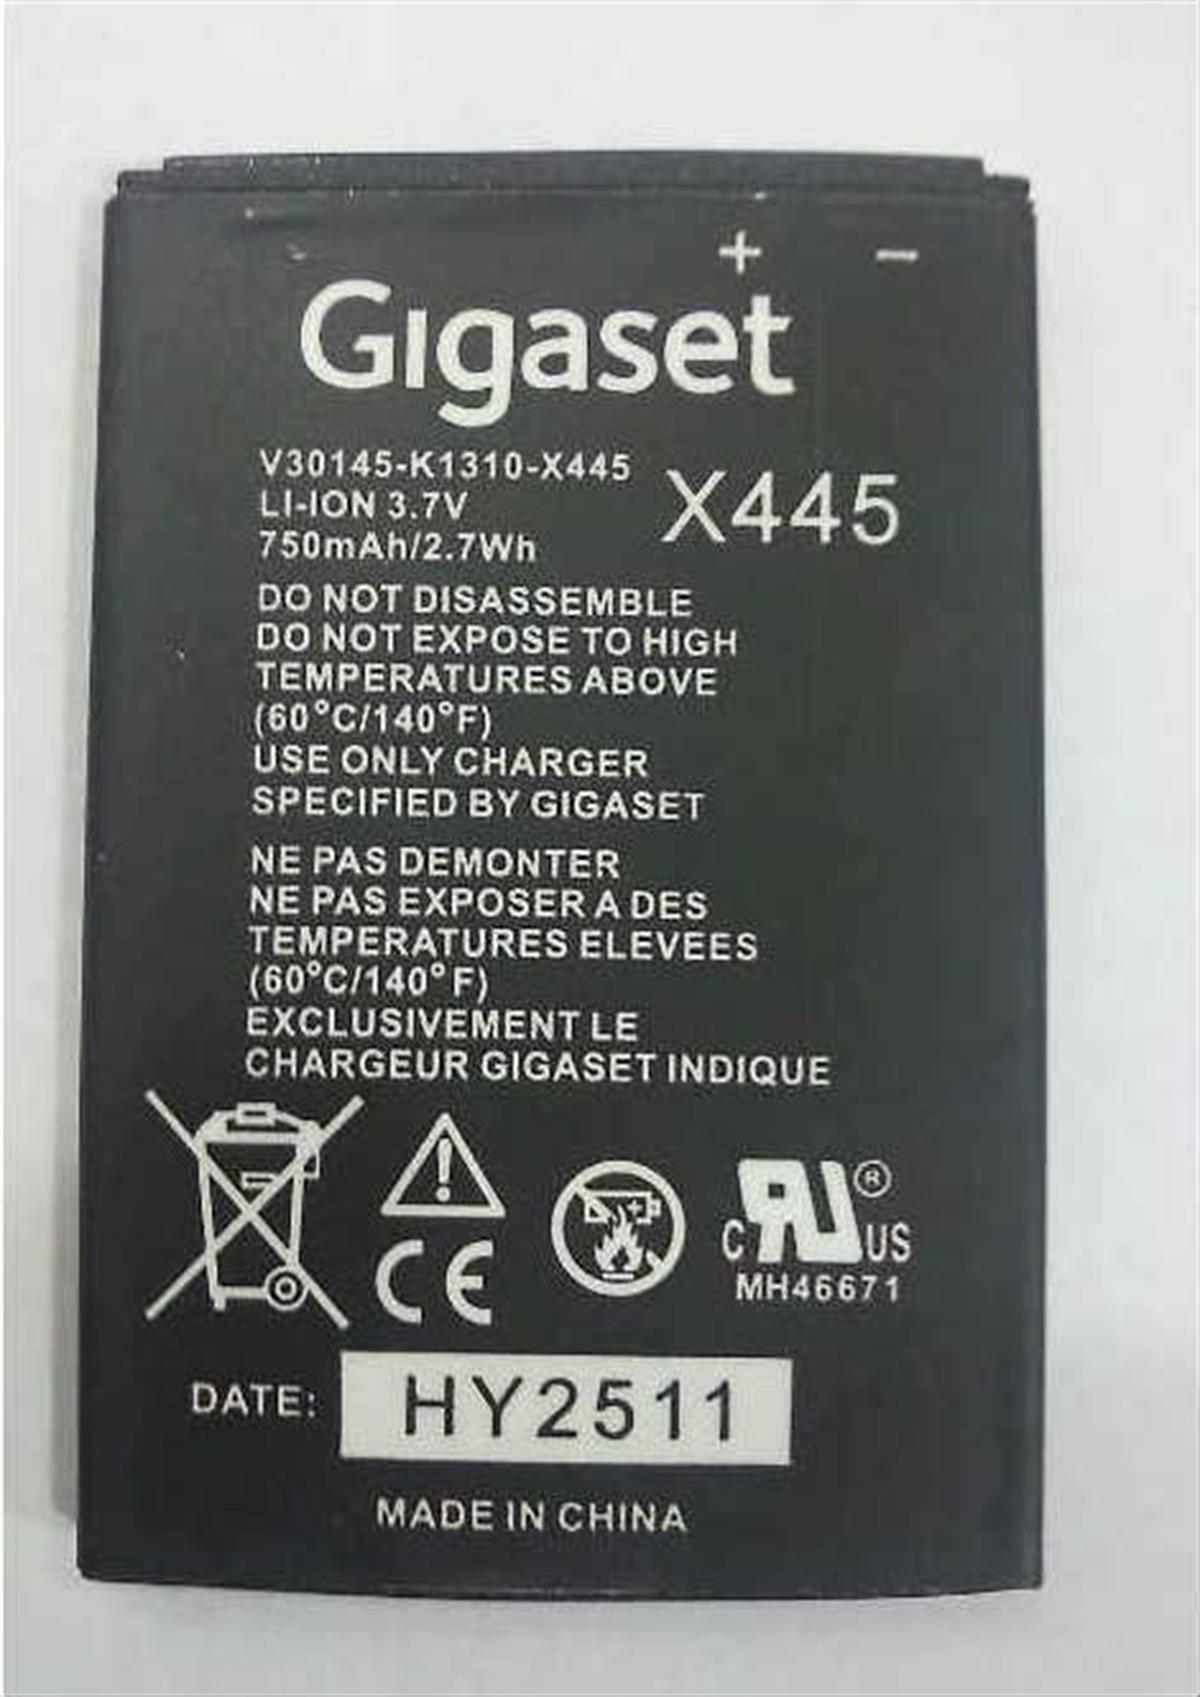 + −
Gigaset
V30145-K1310-X445
LI-ION 3.7V
X445
750mAh/2.7Wh
DO NOT DISASSEMBLE
DO NOT EXPOSE TO HIGH
TEMPERATURES ABOVE
(60°C/140°F)
USE ONLY CHARGER
SPECIFIED BY GIGASET
NE PAS DEMONTER
NE PAS EXPOSER A DES
TEMPERATURES ELEVEES
(60°C/140°F)
EXCLUSIVEMENT LE
CHARGEUR GIGASET INDIQUE
CE
C RU US ®
MH46671
DATE: HY2511
MADE IN CHINA